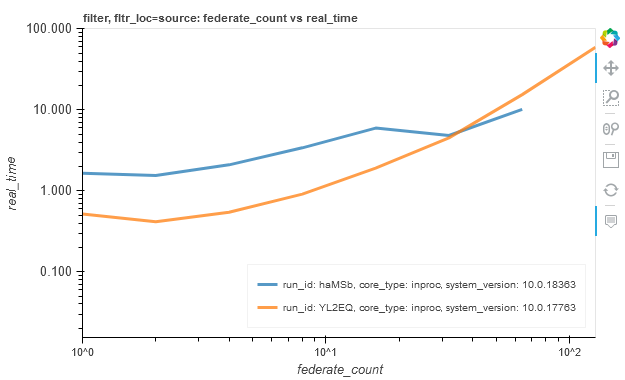 filter, fltr_loc=source: federate_count vs real_time
100.000
10.000
1.000
0.100
real_time
run_id: haMSb, core_type: inproc, system_version: 10.0.18363
run_id: YL2EQ, core_type: inproc, system_version: 10.0.17763
10^0
10^1
10^2
federate_count